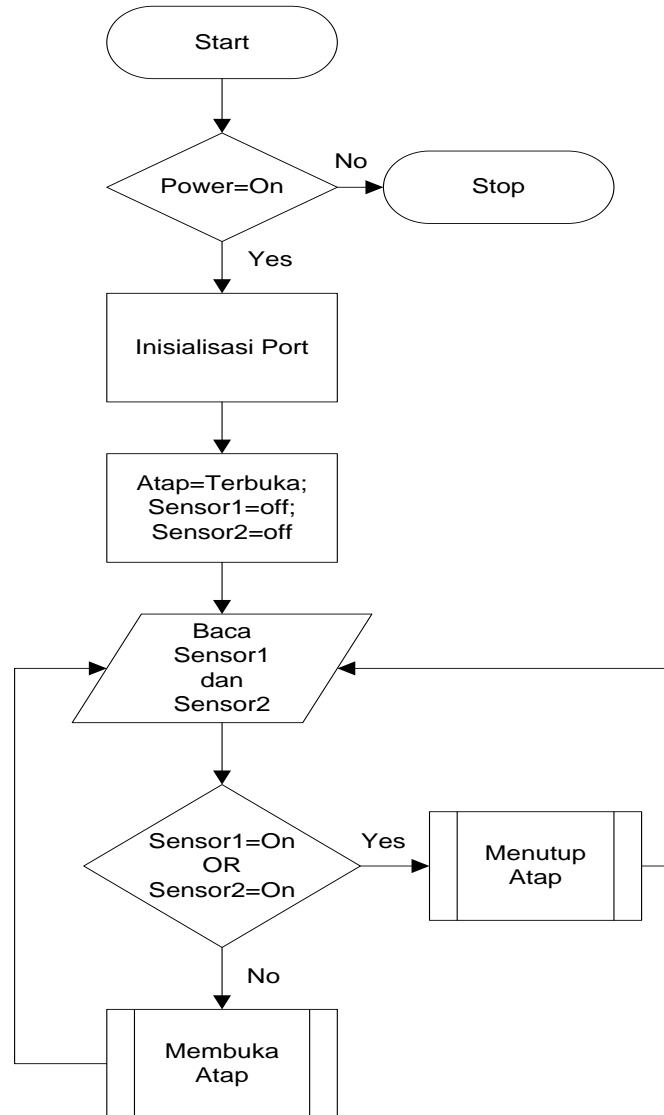 Start
Power=On
No
Stop
Yes
Inisialisasi Port
Atap=Terbuka;
Sensor1=off;
Sensor2=off
Baca
Sensor1
dan
Sensor2
Sensor1=On
OR
Sensor2=On
Yes
Menutup
Atap
No
Membuka
Atap